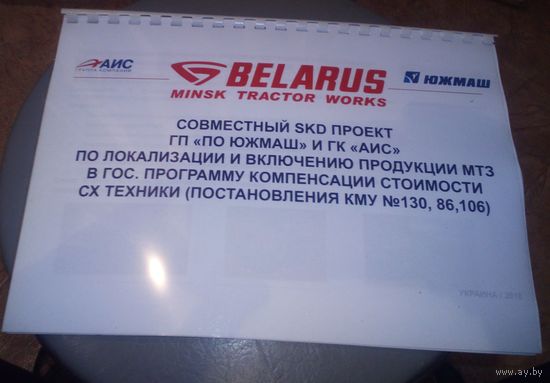 АИС
ГРУППА КОМПАНИЙ
BELARUS
MINSK TRACTOR WORKS
ЮЖМАШ
СОВМЕСТНЫЙ SKD ПРОЕКТ
ГП «ПО ЮЖМАШ» И ГК «АИС»
ПО ЛОКАЛИЗАЦИИ И ВКЛЮЧЕНИЮ ПРОДУКЦИИ МТЗ
В ГОС. ПРОГРАММУ КОМПЕНСАЦИИ СТОИМОСТИ
СХ ТЕХНИКИ (ПОСТАНОВЛЕНИЯ КМУ №130, 86,106)
УКРАИНА /
www.ay.by